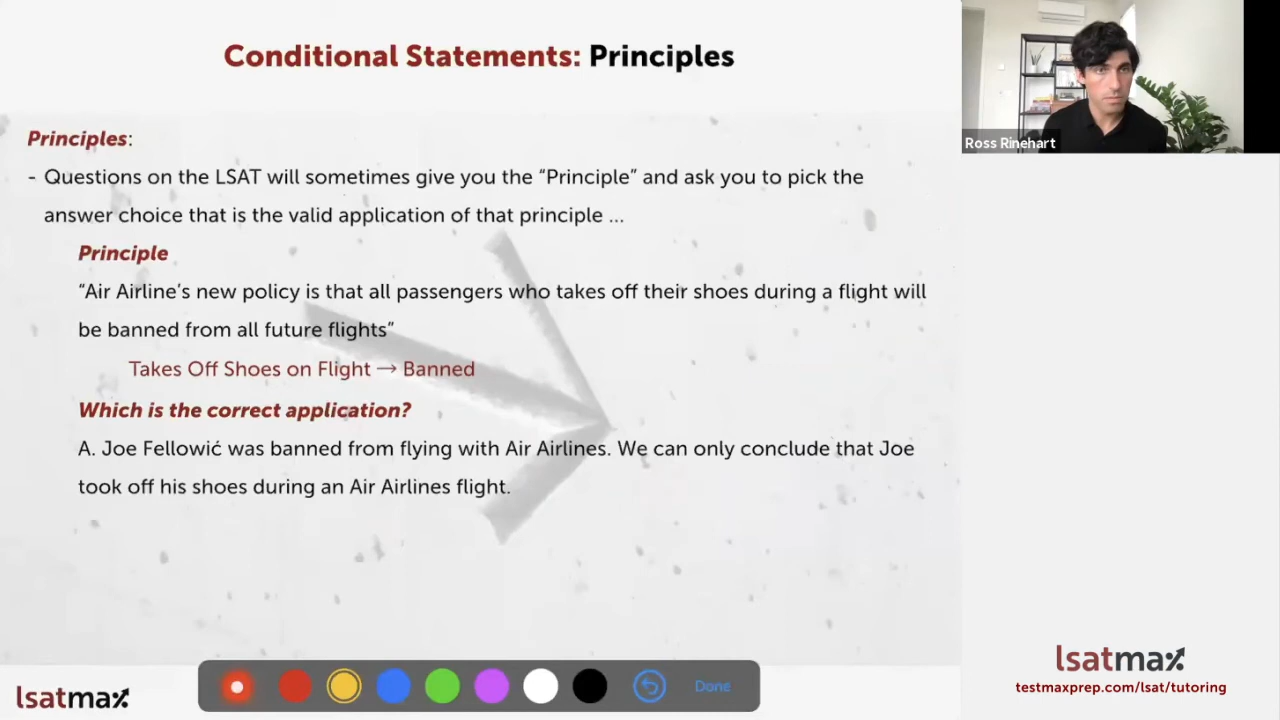 Conditional Statements: Principles
Ross Rinehart
Principles:
- Questions on the LSAT will sometimes give you the “Principle” and ask you to pick the
answer choice that is the valid application of that principle ...
Principle
“Air Airline’s new policy is that all passengers who takes off their shoes during a flight will
be banned from all future flights”
Takes Off Shoes on Flight → Banned
Which is the correct application?
A. Joe Fellowić was banned from flying with Air Airlines. We can only conclude that Joe
took off his shoes during an Air Airlines flight.
Done
lsatmax
lsatmax
testmaxprep.com/lsat/tutoring